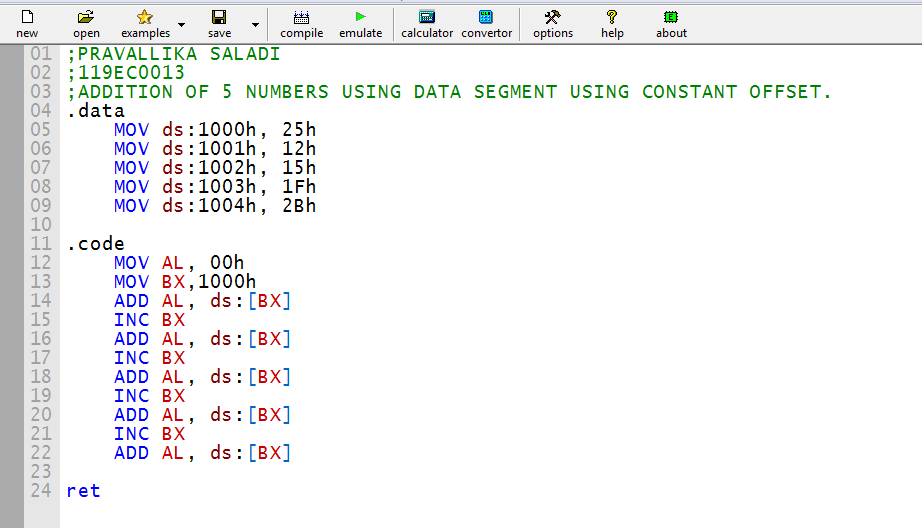 new open examples save compile emulate calculator convertor options help about
01 ;PRAVALLIKA SALADI
02 ;119EC0013
03 ;ADDITION OF 5 NUMBERS USING DATA SEGMENT USING CONSTANT OFFSET.
04 .data
05 MOV ds:1000h, 25h
06 MOV ds:1001h, 12h
07 MOV ds:1002h, 15h
08 MOV ds:1003h, 1Fh
09 MOV ds:1004h, 2Bh
10
11 .code
12 MOV AL, 00h
13 MOV BX,1000h
14 ADD AL, ds:[BX]
15 INC BX
16 ADD AL, ds:[BX]
17 INC BX
18 ADD AL, ds:[BX]
19 INC BX
20 ADD AL, ds:[BX]
21 INC BX
22 ADD AL, ds:[BX]
23
24 ret